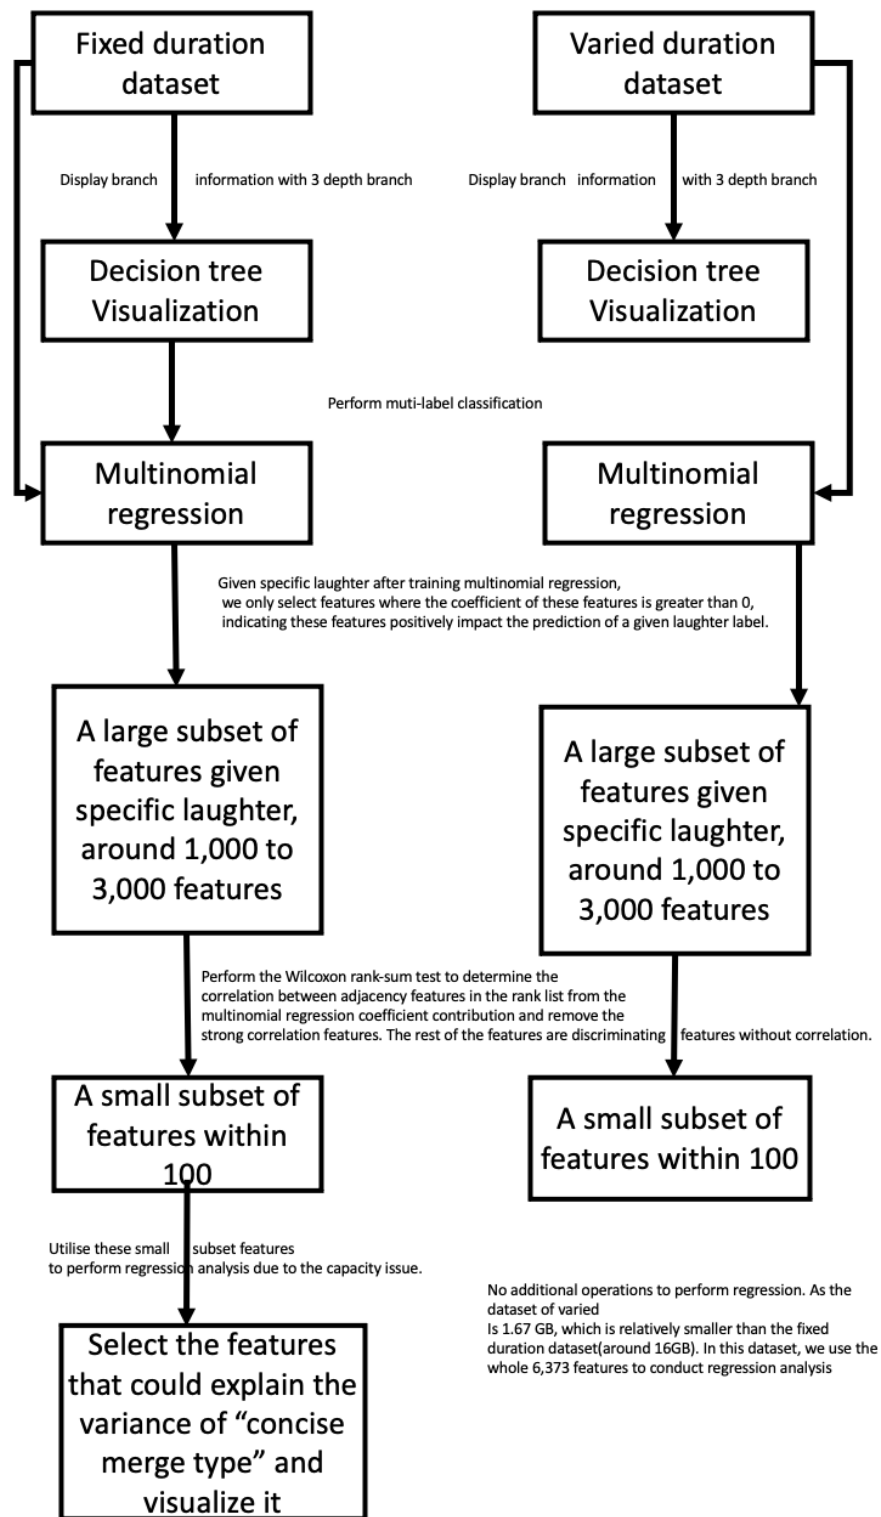 Fixed duration
dataset
Varied duration
dataset
Display branch information with 3 depth branch
Display branch information with 3 depth branch
Decision tree
Visualization
Decision tree
Visualization
Perform muti-label classification
Multinomial
regression
Multinomial
regression
Given specific laughter after training multinomial regression,
we only select features where the coefficient of these features is greater than 0,
indicating these features positively impact the prediction of a given laughter label.
A large subset of
features given
specific laughter,
around 1,000 to
3,000 features
A large subset of
features given
specific laughter,
around 1,000 to
3,000 features
Perform the Wilcoxon rank-sum test to determine the
correlation between adjacency features in the rank list from the
multinomial regression coefficient contribution and remove the
strong correlation features. The rest of the features are discriminating features without correlation.
A small subset of
features within
100
A small subset of
features within 100
Utilise these small subset features
to perform regression analysis due to the capacity issue.
No additional operations to perform regression. As the
dataset of varied
Is 1.67 GB, which is relatively smaller than the fixed
duration dataset(around 16GB). In this dataset, we use the
whole 6,373 features to conduct regression analysis
Select the features
that could explain the
variance of “concise
merge type” and
visualize it